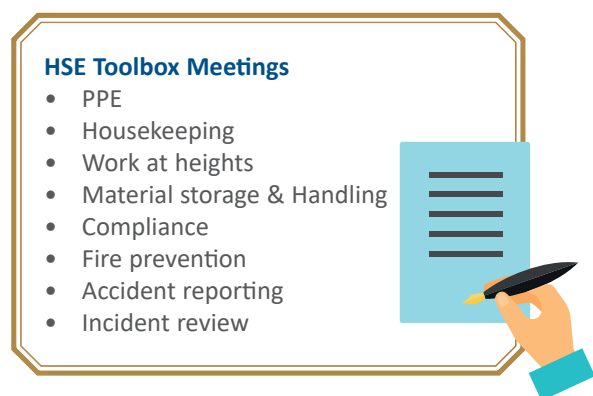 HSE Toolbox Meetings
• PPE
• Housekeeping
• Work at heights
• Material storage & Handling
• Compliance
• Fire prevention
• Accident reporting
• Incident review